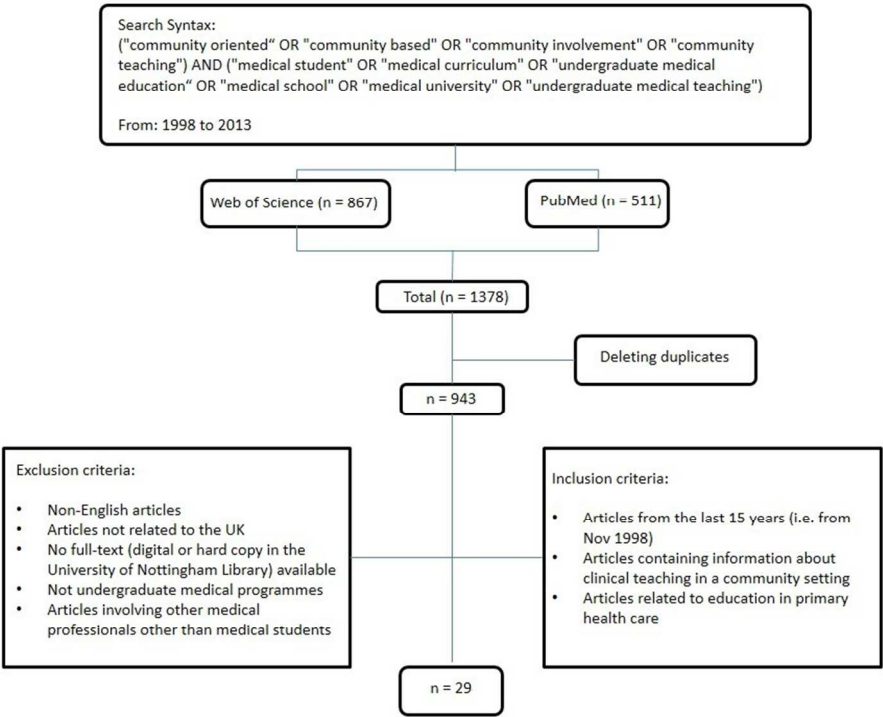 Search Syntax:
("community oriented“ OR "community based" OR "community involvement" OR "community
teaching") AND ("medical student" OR "medical curriculum" OR "undergraduate medical
education“ OR "medical school" OR "medical university" OR "undergraduate medical teaching")
From: 1998 to 2013
Web of Science (n = 867)
PubMed (n = 511)
Total (n = 1378)
Deleting duplicates
n = 943
Exclusion criteria:
• Non-English articles
• Articles not related to the UK
• No full-text (digital or hard copy in the
University of Nottingham Library) available
• Not undergraduate medical programmes
• Articles involving other medical
professionals other than medical students
Inclusion criteria:
• Articles from the last 15 years (i.e. from
Nov 1998)
• Articles containing information about
clinical teaching in a community setting
• Articles related to education in primary
health care
n = 29